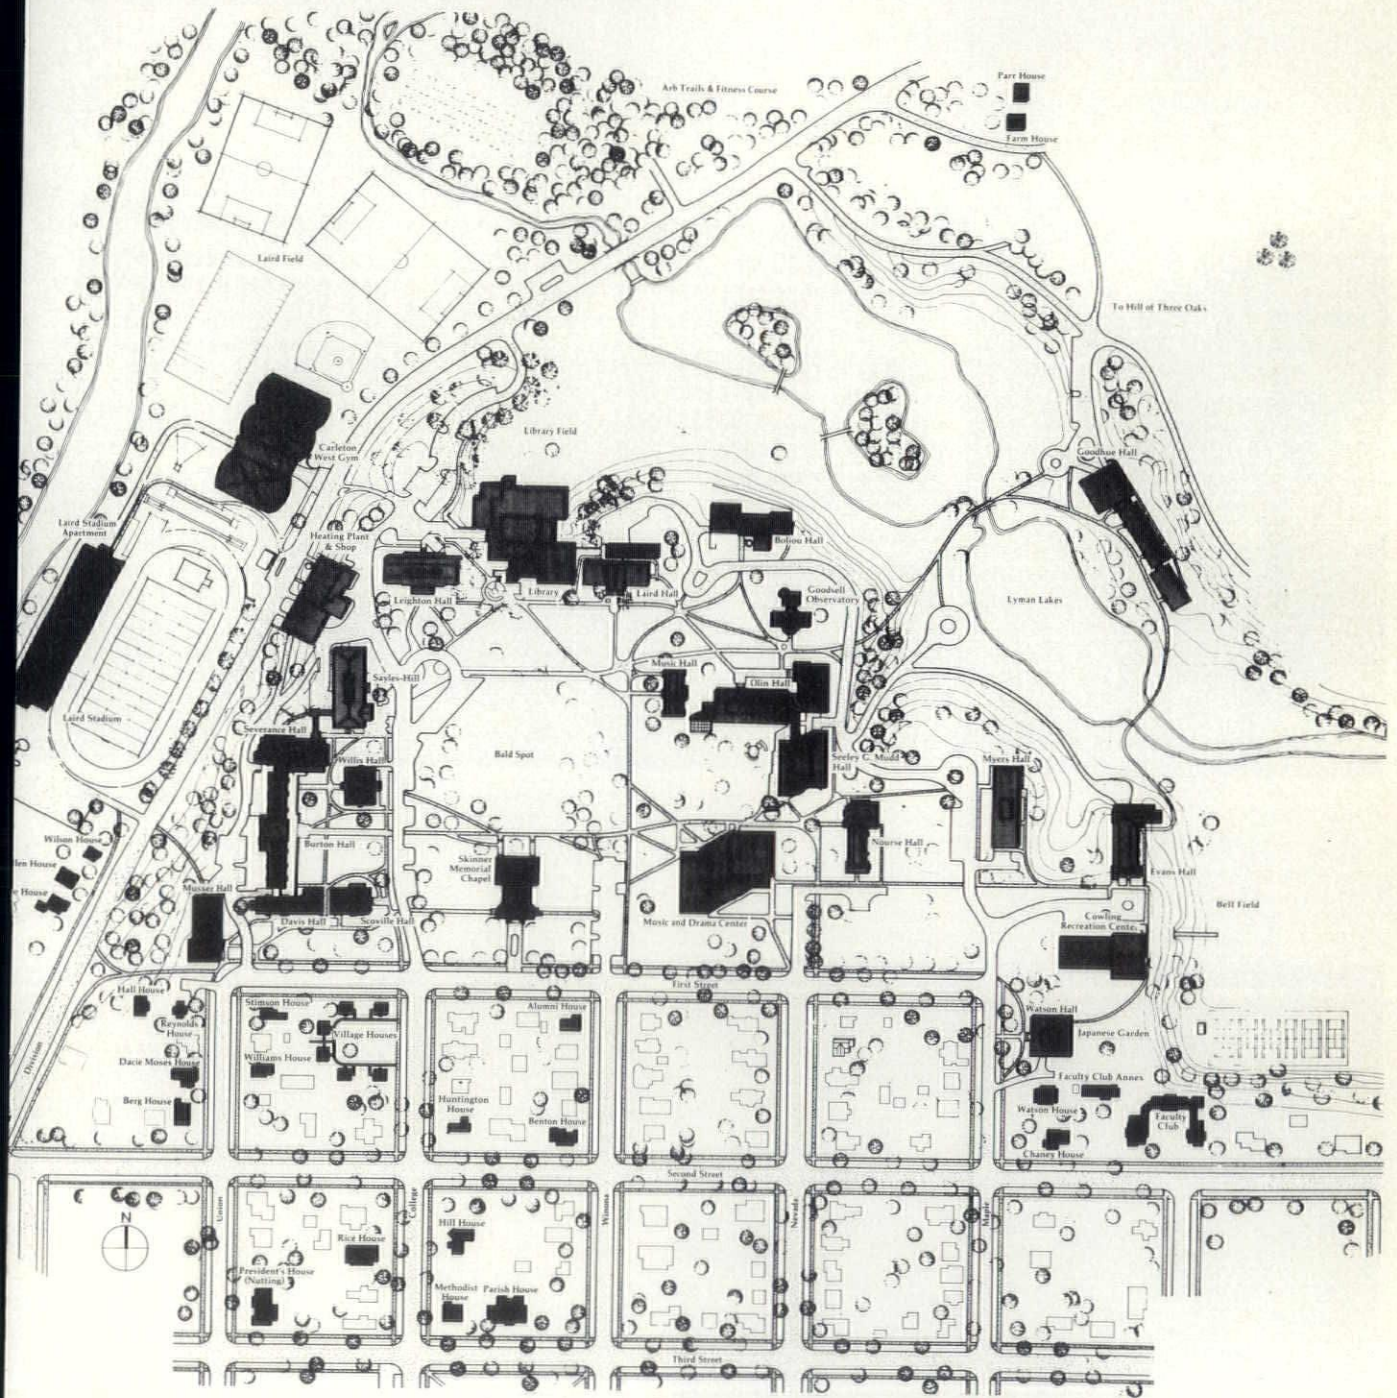 Parr House
Arb Trails & Fitness Course
Farm House
Laird Field
To Hill of Three Oaks
Library Field
Carleton
West Gym
Goodhue Hall
Laird Stadium
Apartment
Heating Plant
& Shop
Boliou Hall
Leighton Hall
Library
Laird Hall
Goodsell
Observatory
Lyman Lakes
Music Hall
Sayles-Hill
Olin Hall
Laird Stadium
Severance Hall
Bald Spot
Willis Hall
Seeley G. Mudd
Hall
Myers Hall
Wilson House
Burton Hall
Nourse Hall
Skinner
Memorial
Chapel
len House
e House
Evans Hall
Musser Hall
Bell Field
Davis Hall
Scoville Hall
Music and Drama Center
Cowling
Recreation Center
First Street
Hall House
Stimson House
Alumni House
Watson Hall
Reynolds
House
Village Houses
Japanese Garden
Division
Dacie Moses House
Williams House
Faculty Club Annex
Berg House
Huntington
House
Benton House
Watson House
Faculty
Club
Chaney House
Second Street
Union
College
Winona
Nevada
Maple
N
Hill House
Rice House
President's House
(Nutting)
Methodist
House
Parish House
Third Street